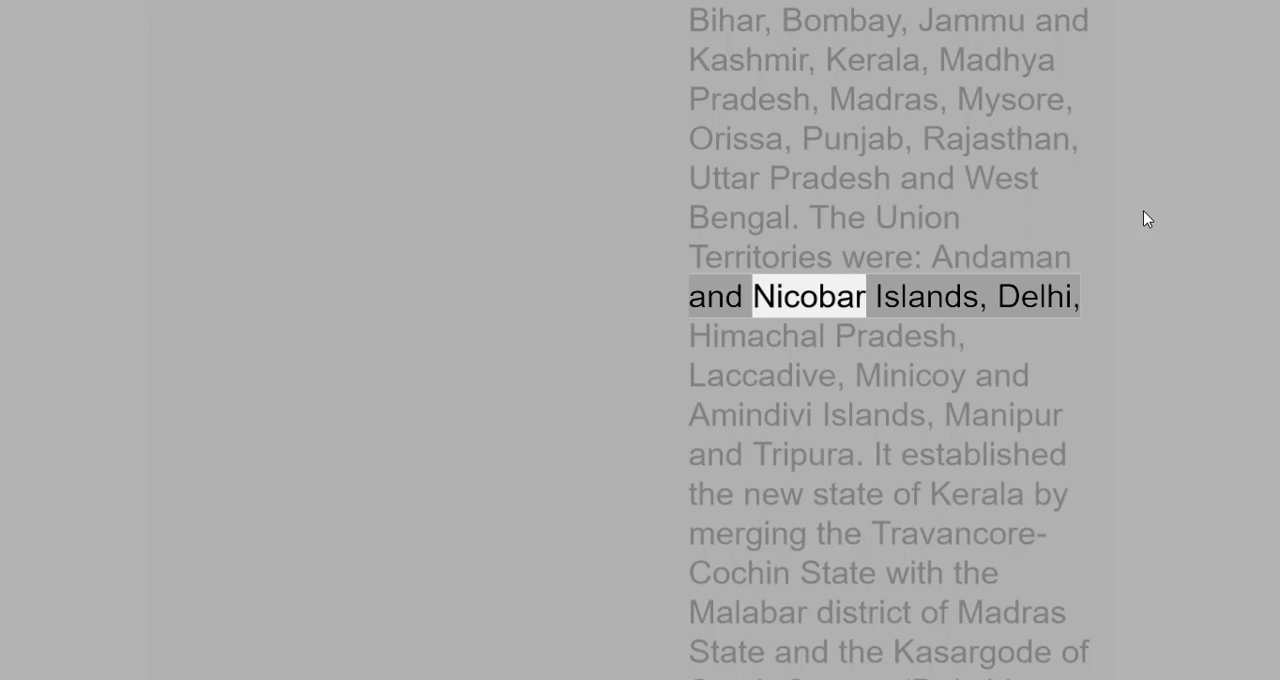 Bihar, Bombay, Jammu and
Kashmir, Kerala, Madhya
Pradesh, Madras, Mysore,
Orissa, Punjab, Rajasthan,
Uttar Pradesh and West
Bengal. The Union
Territories were: Andaman
and Nicobar Islands, Delhi,
Himachal Pradesh,
Laccadive, Minicoy and
Amindivi Islands, Manipur
and Tripura. It established
the new state of Kerala by
merging the Travancore-
Cochin State with the
Malabar district of Madras
State and the Kasargode of